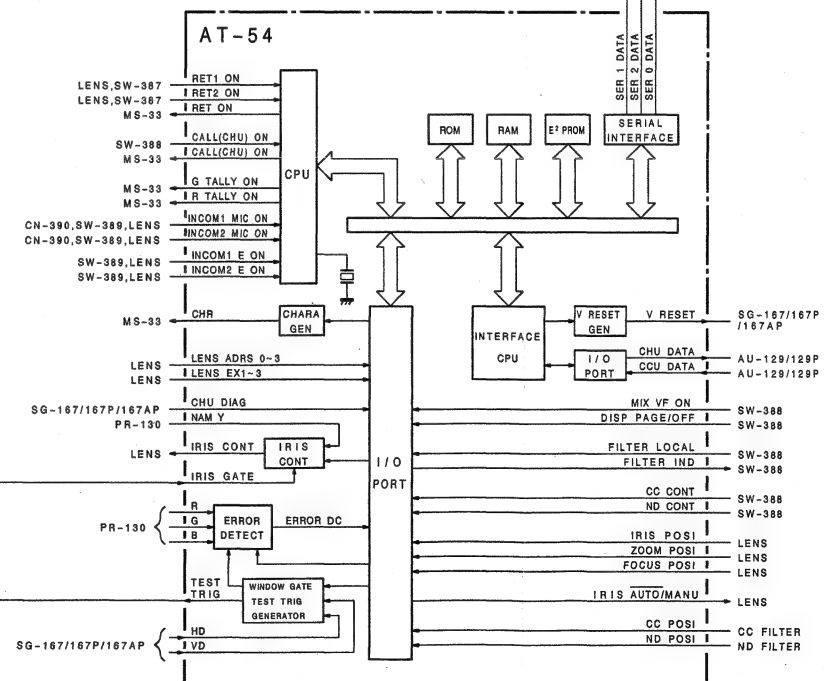 AT-54
SER 1 DATA
SER 2 DATA
SER 0 DATA
LENS,SW-387 RET1 ON
LENS,SW-387 RET2 ON
MS-33 RET ON
SW-388 CALL(CHU) ON
MS-33 CALL(CHU) ON
MS-33 G TALLY ON
MS-33 R TALLY ON
CN-390,SW-389,LENS INCOM1 MIC ON
CN-390,SW-389,LENS INCOM2 MIC ON
SW-389,LENS INCOM1 E ON
SW-389,LENS INCOM2 E ON
CPU
ROM
RAM
E² PROM
SERIAL
INTERFACE
MS-33 CHR
CHARA
GEN
INTERFACE
CPU
V RESET
GEN
V RESET
SG-167/167P
/167AP
I/O
PORT
CHU DATA AU-129/129P
CCU DATA AU-129/129P
LENS LENS ADRS 0~3
LENS LENS EX1~3
SG-167/167P/167AP CHU DIAG
PR-130 NAM Y
LENS IRIS CONT
IRIS
CONT
IRIS GATE
I/O
PORT
MIX VF ON SW-388
DISP PAGE/OFF SW-388
FILTER LOCAL SW-388
FILTER IND SW-388
CC CONT SW-388
ND CONT SW-388
PR-130
R
G
B
ERROR
DETECT
ERROR DC
IRIS POSI LENS
ZOOM POSI LENS
FOCUS POSI LENS
IRIS AUTO/MANU LENS
TEST
TRIG
WINDOW GATE
TEST TRIG
GENERATOR
SG-167/167P/167AP
HD
VD
CC POSI CC FILTER
ND POSI ND FILTER